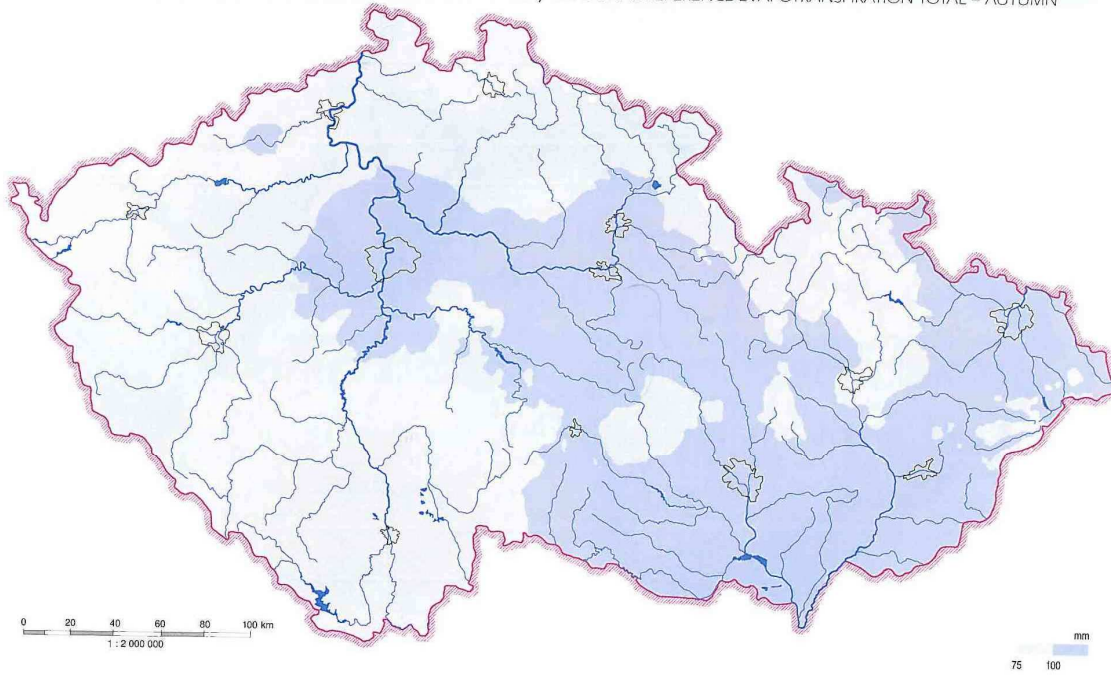 EVAPOTRANSPIRATION TOTAL – AUTUMN
0 20 40 60 80 100 km
1 : 2 000 000
mm
75 100